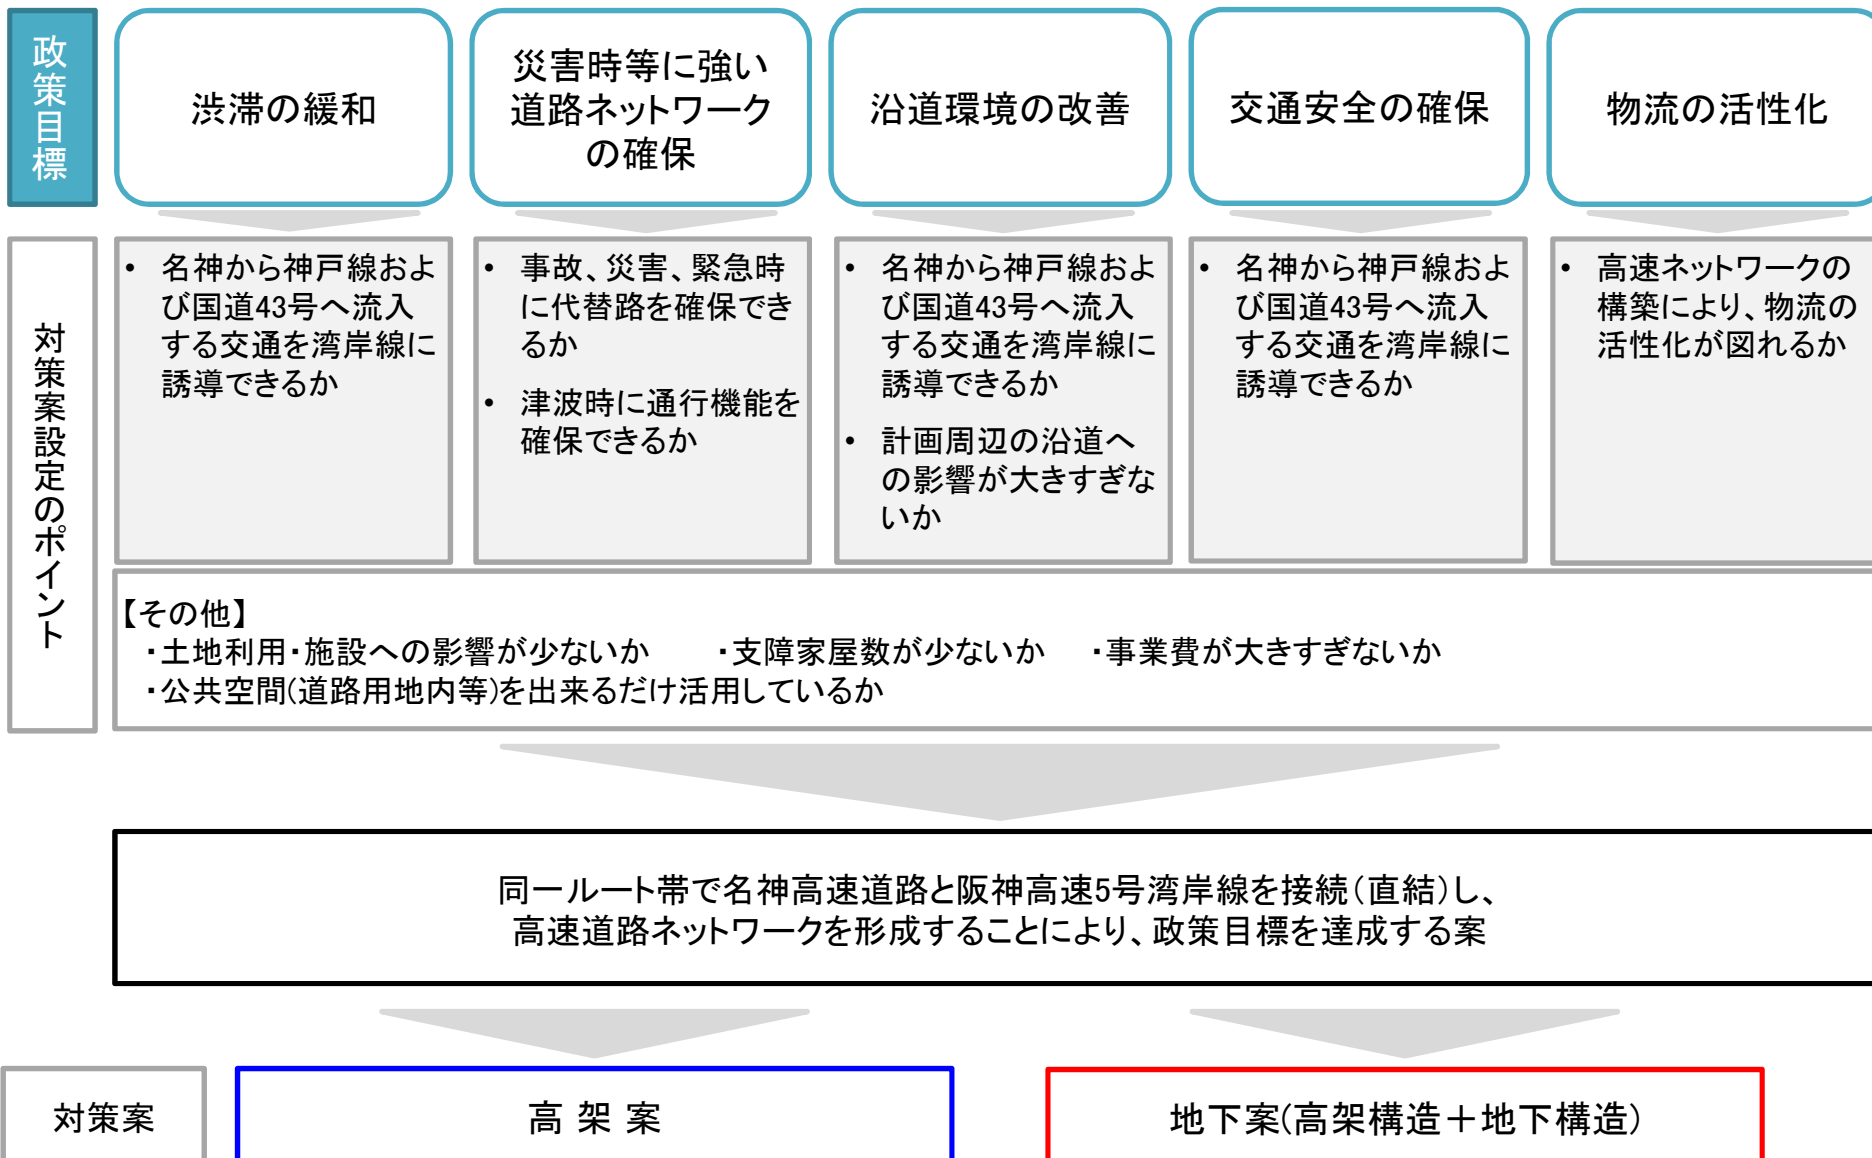 政策目標
渋滞の緩和
災害時等に強い
道路ネットワーク
の確保
沿道環境の改善
交通安全の確保
物流の活性化
対策案設定のポイント
• 名神から神戸線およ
び国道43号へ流入
する交通を湾岸線に
誘導できるか
• 事故、災害、緊急時
に代替路を確保でき
るか
• 津波時に通行機能を
確保できるか
• 名神から神戸線およ
び国道43号へ流入
する交通を湾岸線に
誘導できるか
• 計画周辺の沿道へ
の影響が大きすぎな
いか
• 名神から神戸線およ
び国道43号へ流入
する交通を湾岸線に
誘導できるか
• 高速ネットワークの
構築により、物流の
活性化が図れるか
【その他】
・土地利用・施設への影響が少ないか ・支障家屋数が少ないか ・事業費が大きすぎないか
・公共空間(道路用地内等)を出来るだけ活用しているか
同一ルート帯で名神高速道路と阪神高速5号湾岸線を接続（直結）し、
高速道路ネットワークを形成することにより、政策目標を達成する案
対策案
高 架 案
地下案(高架構造＋地下構造)